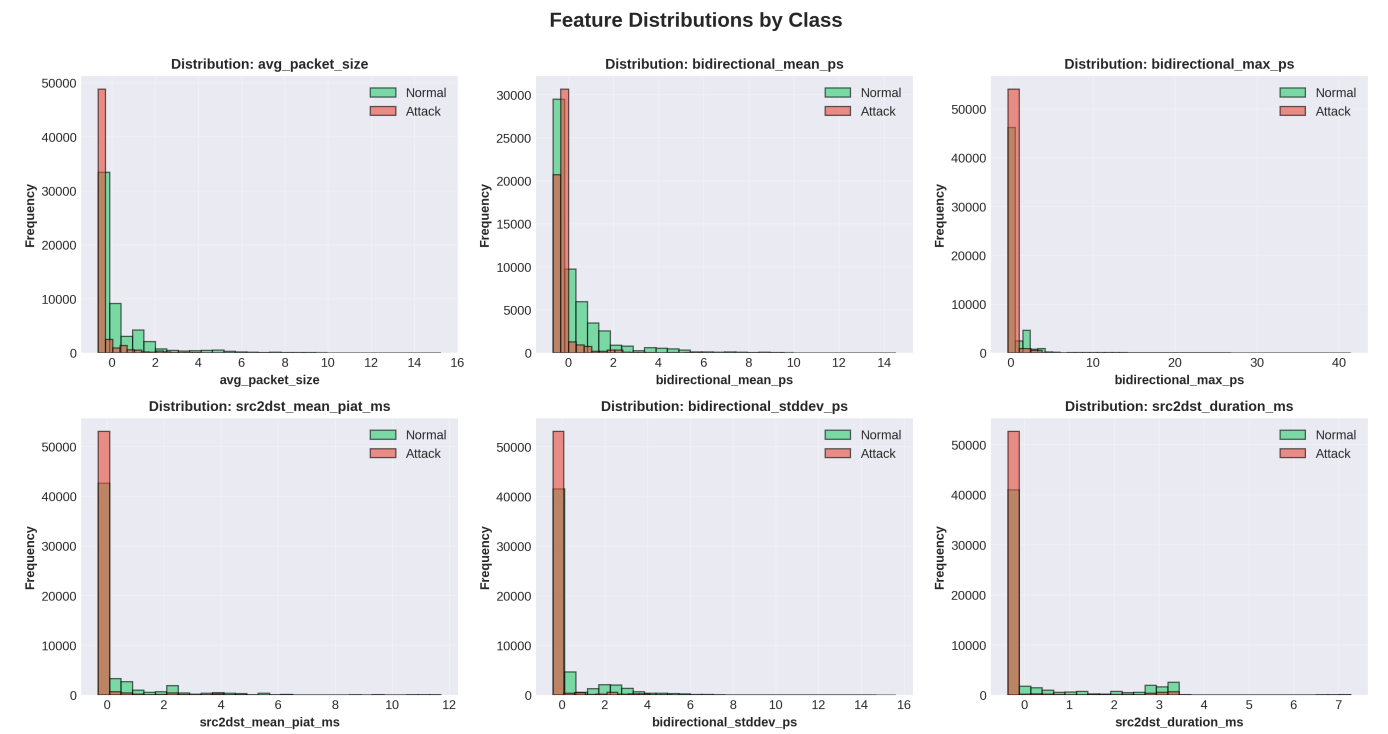 Feature Distributions by Class
Distribution: avg_packet_size
50000
40000
30000
20000
10000
0
Frequency
Normal
Attack
0 2 4 6 8 10 12 14 16
avg_packet_size
Distribution: bidirectional_mean_ps
30000
25000
20000
15000
10000
5000
0
Frequency
Normal
Attack
0 2 4 6 8 10 12 14
bidirectional_mean_ps
Distribution: bidirectional_max_ps
50000
40000
30000
20000
10000
0
Frequency
Normal
Attack
0 10 20 30 40
bidirectional_max_ps
Distribution: src2dst_mean_piat_ms
50000
40000
30000
20000
10000
0
Frequency
Normal
Attack
0 2 4 6 8 10 12
src2dst_mean_piat_ms
Distribution: bidirectional_stddev_ps
50000
40000
30000
20000
10000
0
Frequency
Normal
Attack
0 2 4 6 8 10 12 14 16
bidirectional_stddev_ps
Distribution: src2dst_duration_ms
50000
40000
30000
20000
10000
0
Frequency
Normal
Attack
0 1 2 3 4 5 6 7
src2dst_duration_ms